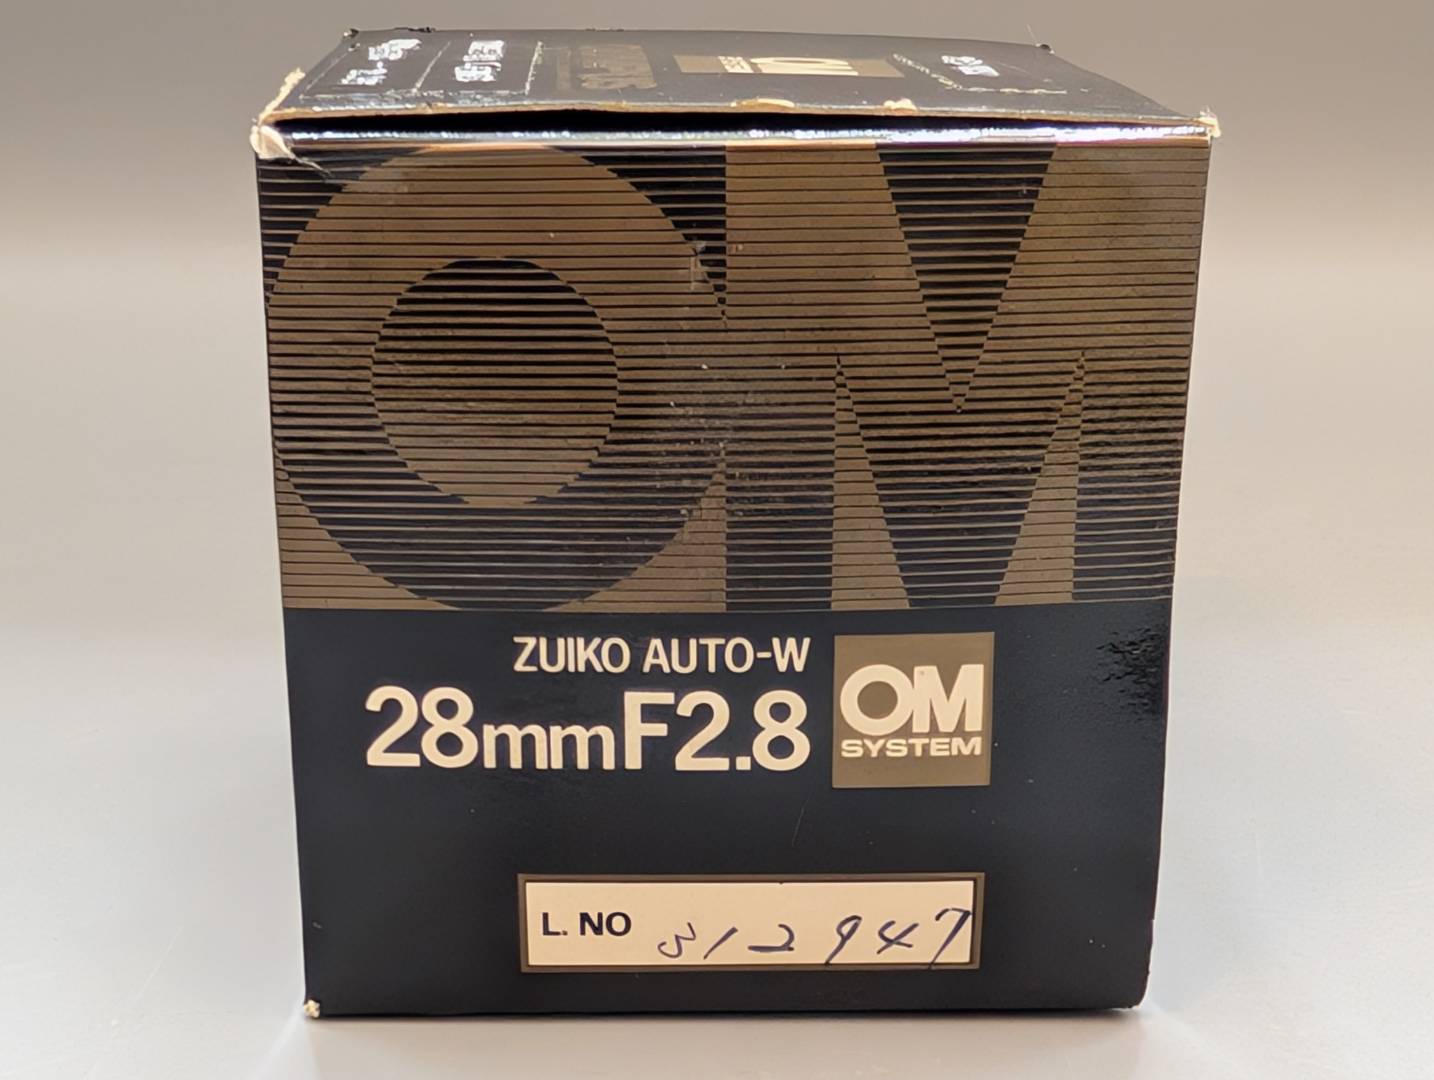 OM
ZUIKO AUTO-W
28mmF2.8
OM
SYSTEM
L. NO 312947